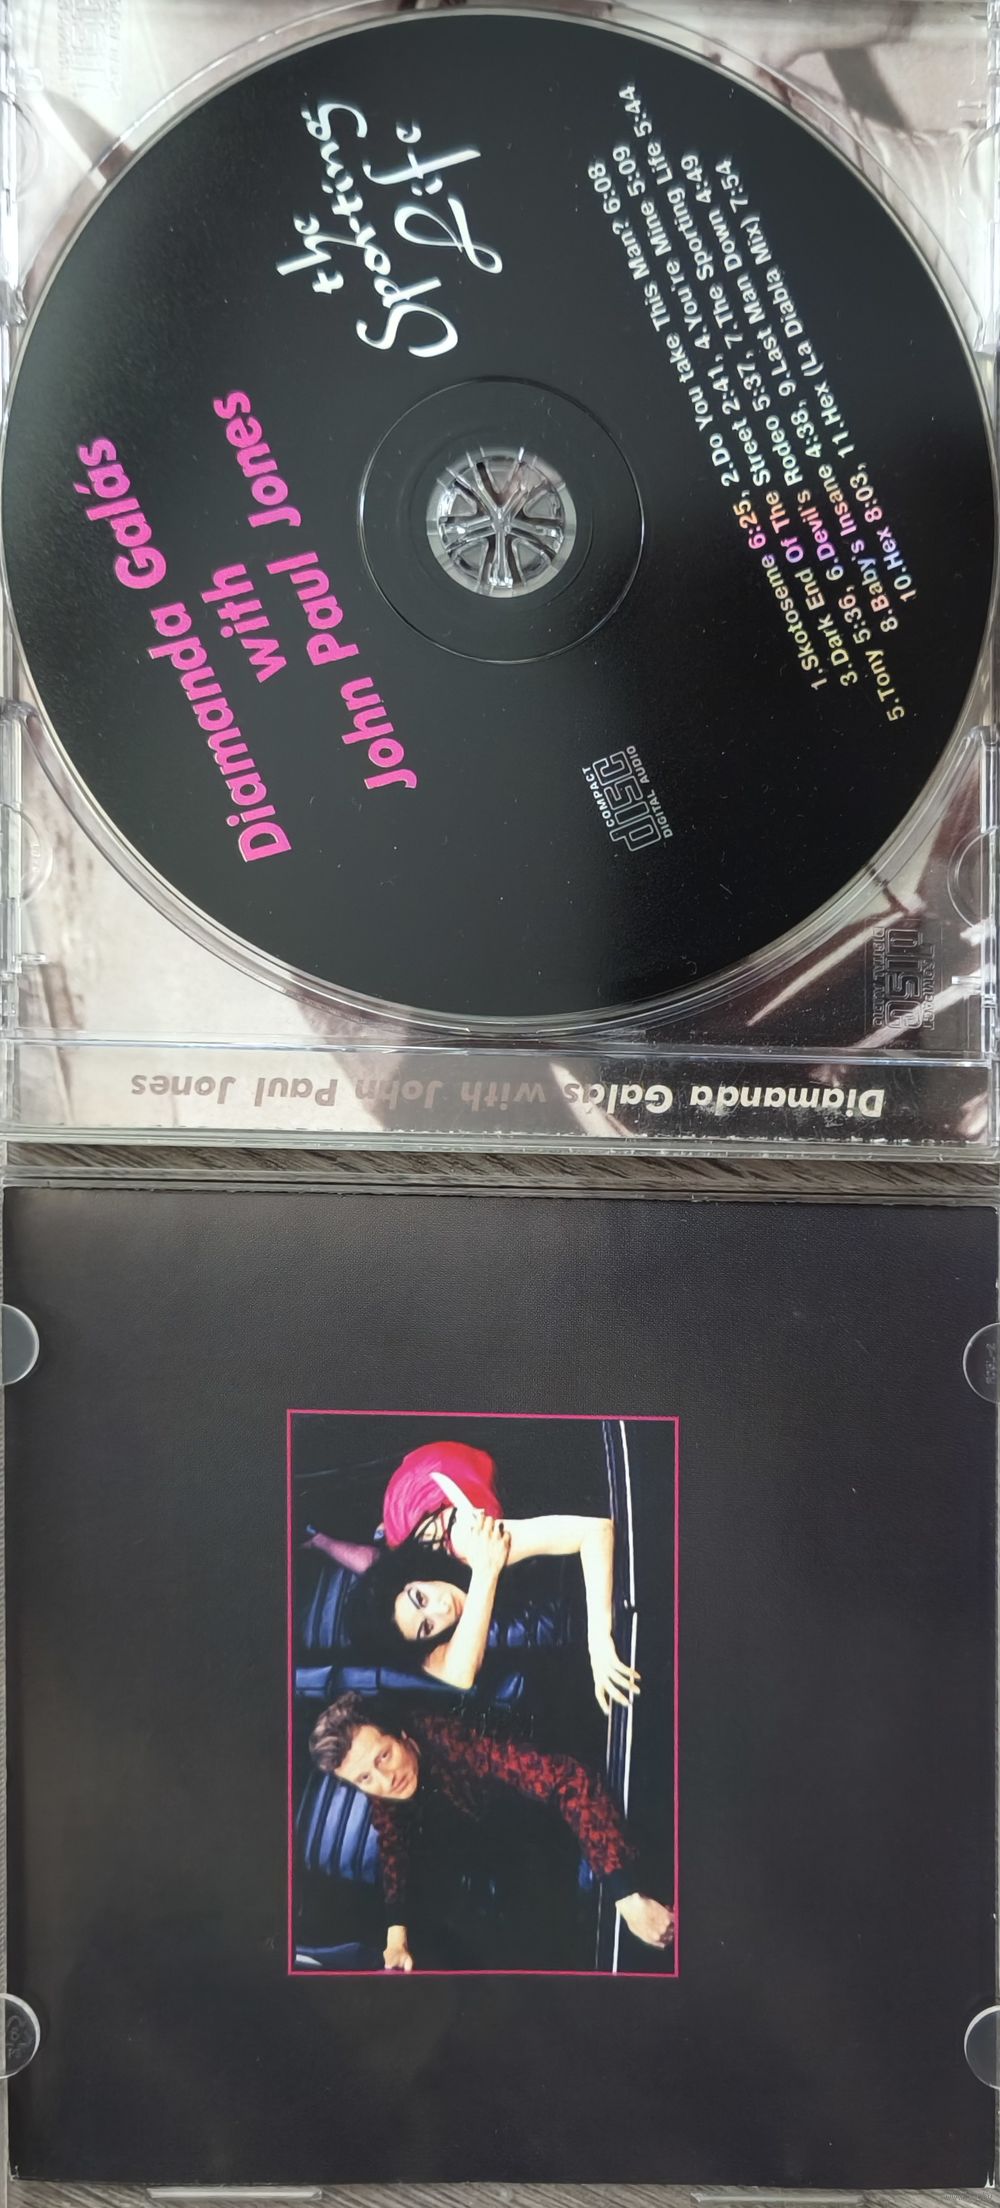 Diamanda Galás
with
John Paul Jones
the
Sporting
Life
COMPACT
disc
DIGITAL AUDIO
1.Skotoseme 6:25, 2.Do You take This Man? 6:08
3.Dark End Of The Street 2:41, 4.You're Mine 5:09
5.Tony 5:36, 6.Devil's Rodeo 5:37, 7.The Sporting Life 5:44
8.Baby's Insane 4:38, 9.Last Man Down 4:49
10.Hex 8:03, 11.Hex (La Diabla Mix) 7:54
COMPACT
disc
DIGITAL AUDIO
Diamanda Galás with John Paul Jones